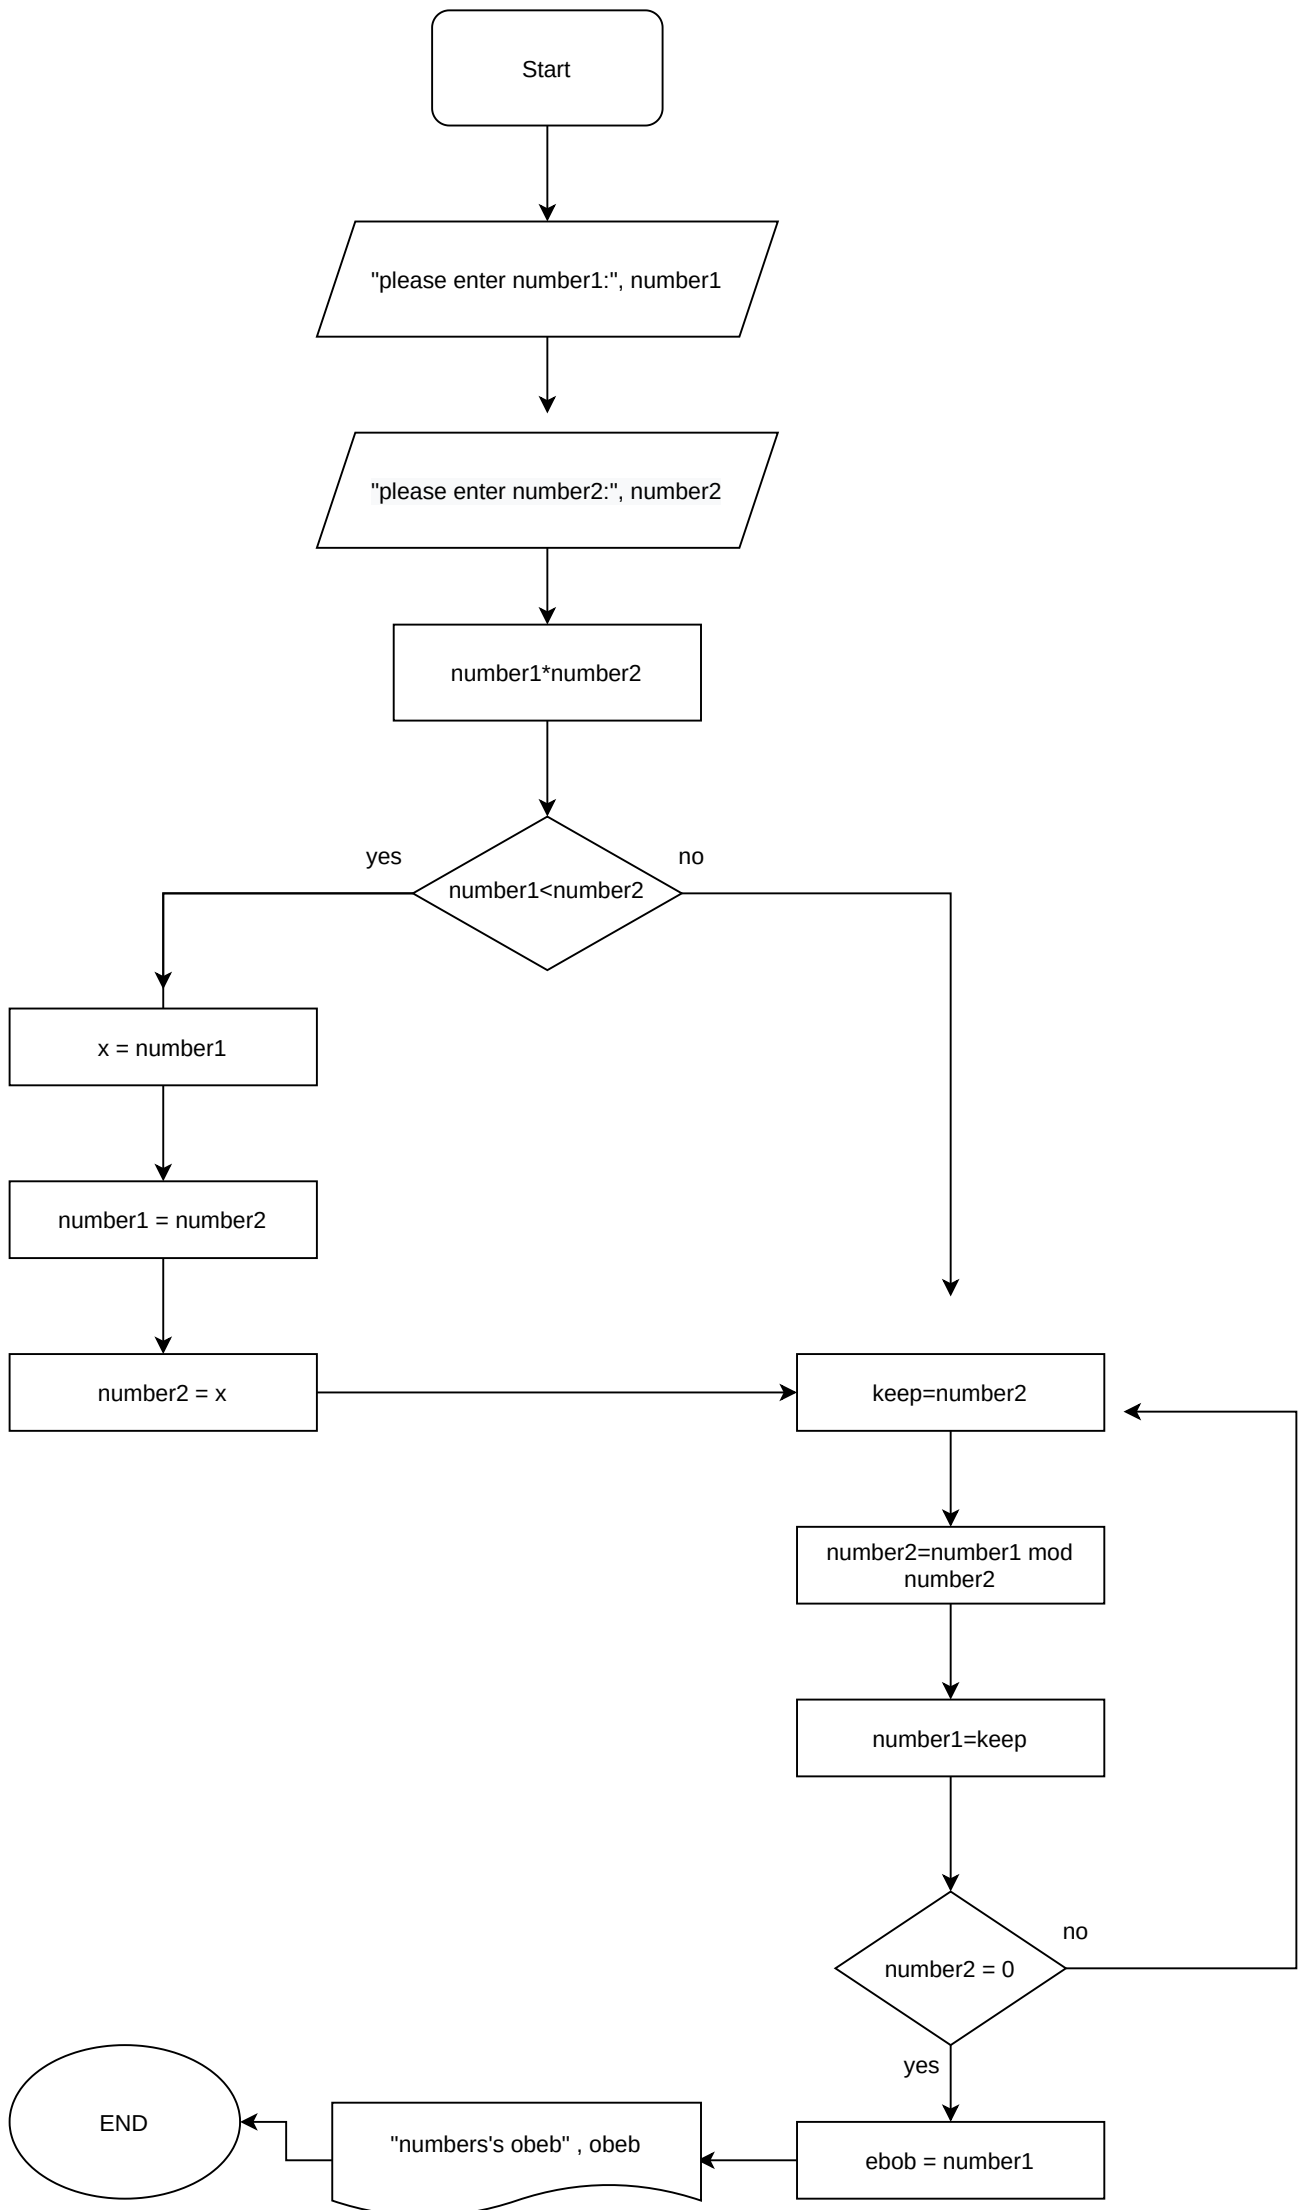 Start
"please enter number1:", number1
"please enter number2:", number2
number1*number2
yes
no
number1<number2
x = number1
number1 = number2
number2 = x
keep=number2
number2=number1 mod
number2
number1=keep
no
number2 = 0
yes
END
"numbers's obeb" , obeb
ebob = number1